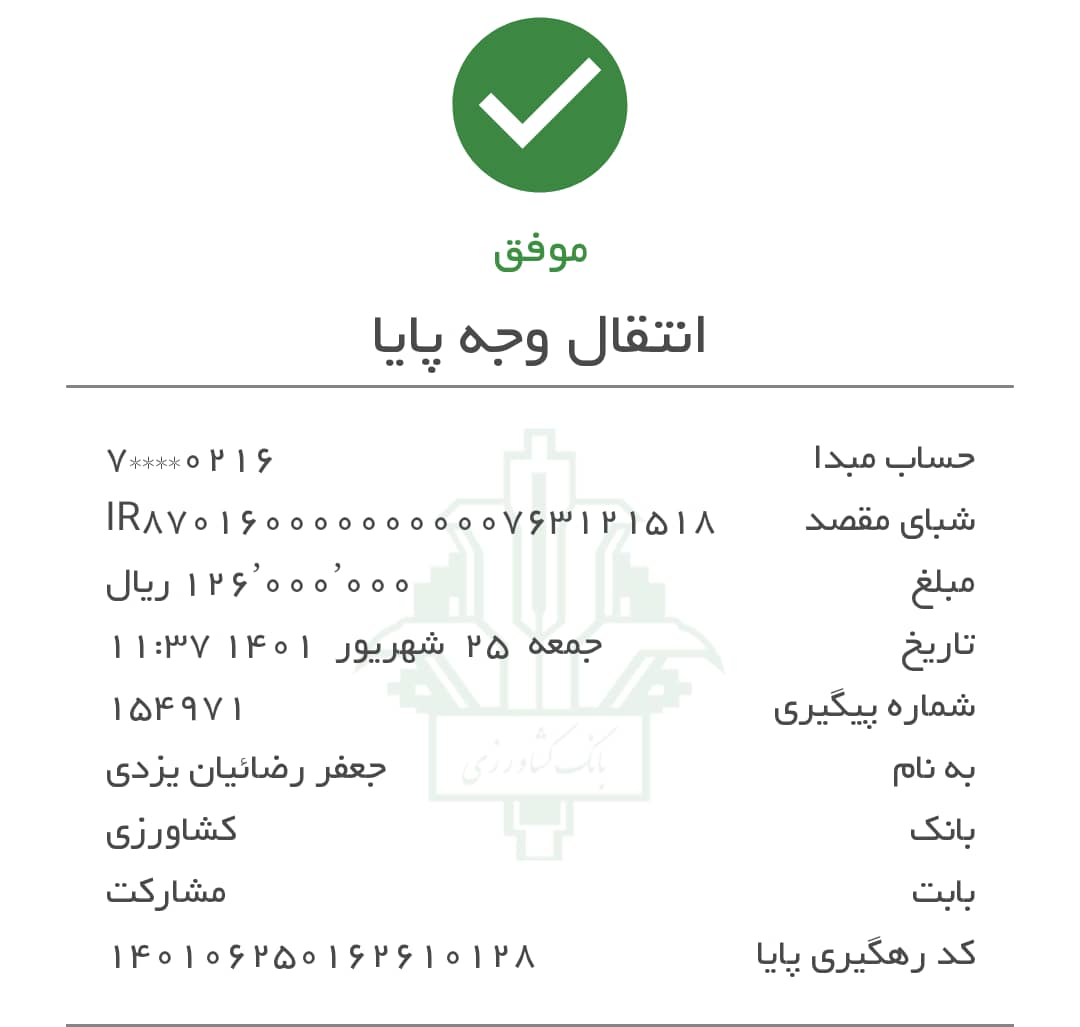 موفق
انتقال وجه پایا
حساب مبدا ۷****۰۲۱۶
شبای مقصد IR۸۷۰۱۶۰۰۰۰۰۰۰۰۰۰۷۶۳۱۲۱۵۱۸
مبلغ ۱۲۶٬۰۰۰٬۰۰۰ ریال
تاریخ جمعه ۲۵ شهریور ۱۴۰۱ ۱۱:۳۷
شماره پیگیری ۱۵۴۹۷۱
به نام جعفر رضائیان یزدی
بانک کشاورزی
بابت مشارکت
کد رهگیری پایا ۱۴۰۱۰۶۲۵۰۱۶۲۶۱۰۱۲۸
بانک کشاورزی